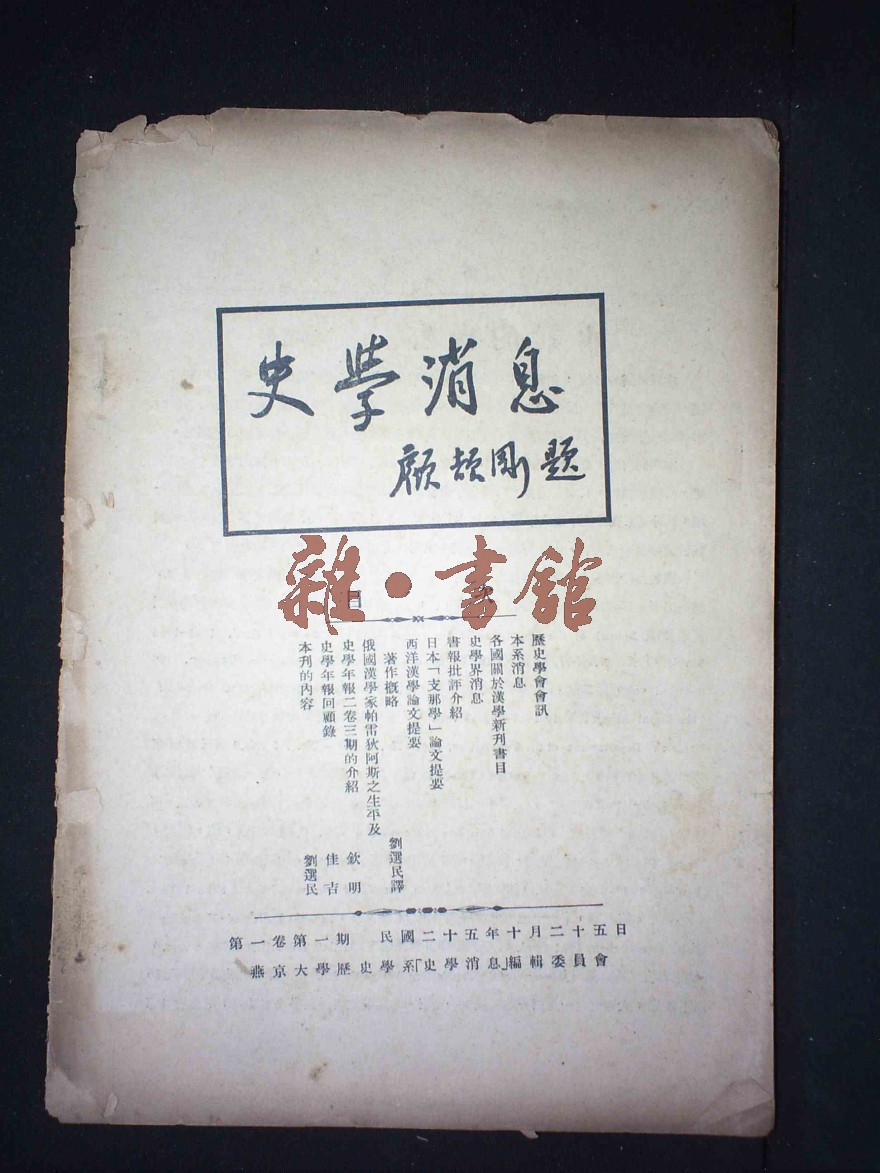 史學消息
顧頡剛題
雜·書館
本刊的內容 劉選民
史學年報回顧錄 佳吉
史學年報二卷三期的介紹 欽明
俄國漢學家帕雷狄阿斯之生平及
著作概略 劉選民譯
西洋漢學論文提要
日本「支那學」論文提要
書報批評介紹
史學界消息
各國關於漢學新刊書目
本系消息
歷史學會會訊
第一卷第一期 民國二十五年十月二十五日
燕京大學歷史學系「史學消息」編輯委員會